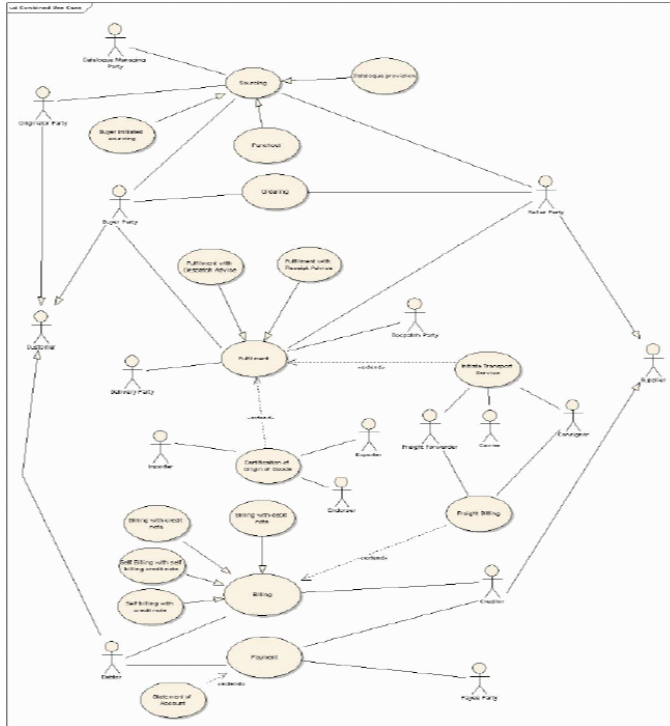 ud Combined Use Case
Catalogue Managing
Party
Sourcing
Catalogue provision
Originator Party
Buyer initiated
sourcing
Punchout
Ordering
Buyer Party
Seller Party
Fulfilment with
Despatch Advice
Fulfilment with
Receipt Advice
Despatch Party
Customer
Fulfilment
«extend»
Initiate Transport
Service
Supplier
Delivery Party
«extend»
Freight Forwarder
Carrier
Consignor
Importer
Exporter
Certification of
Origin of Goods
Endorser
Billing with credit
note
Billing with debit
note
Freight Billing
Self Billing with self
billing credit note
«extend»
Self billing with
credit note
Billing
Creditor
Debtor
Payment
Payee Party
Statement of
Account
«extend»